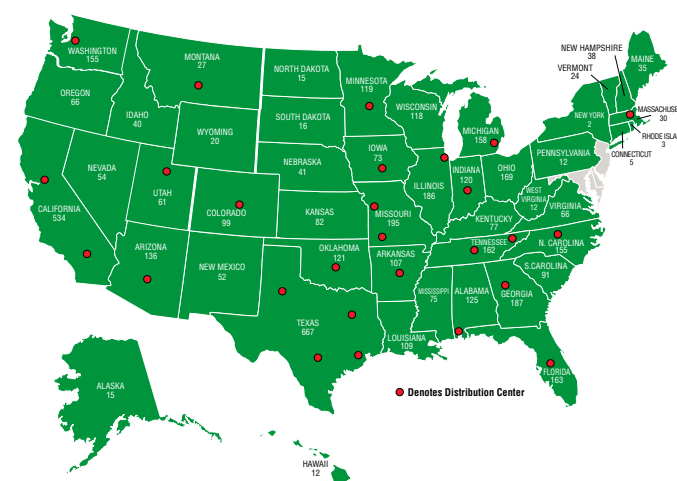 WASHINGTON
155
MONTANA
27
NORTH DAKOTA
15
MINNESOTA
119
NEW HAMPSHIRE
38
VERMONT
24
MAINE
35
OREGON
66
IDAHO
40
WYOMING
20
SOUTH DAKOTA
16
WISCONSIN
118
MICHIGAN
158
NEW YORK
2
MASSACHUSE
30
RHODE ISLA
3
CONNECTICUT
5
NEVADA
54
UTAH
61
COLORADO
99
NEBRASKA
41
IOWA
73
ILLINOIS
186
INDIANA
120
OHIO
169
PENNSYLVANIA
12
WEST
VIRGINIA
12
VIRGINIA
66
CALIFORNIA
534
KANSAS
82
MISSOURI
195
KENTUCKY
77
ARIZONA
136
NEW MEXICO
52
OKLAHOMA
121
ARKANSAS
107
TENNESSEE
162
N. CAROLINA
155
S.CAROLINA
91
MISSISSIPPI
75
ALABAMA
125
GEORGIA
187
TEXAS
667
LOUISIANA
109
FLORIDA
163
ALASKA
15
HAWAII
12
Denotes Distribution Center